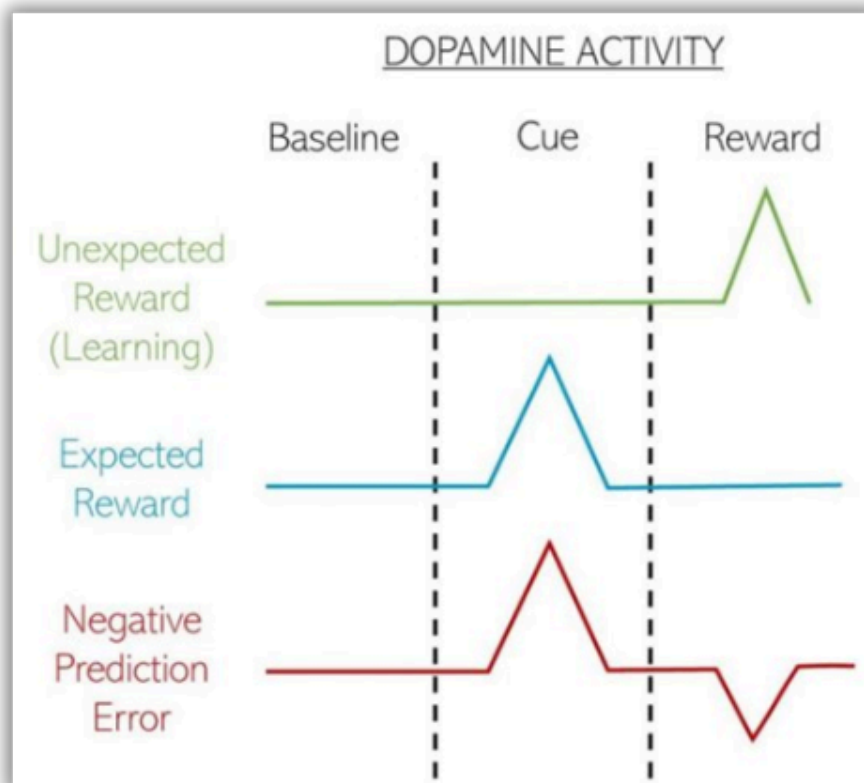 DOPAMINE ACTIVITY
Baseline
Cue
Reward
Unexpected
Reward
(Learning)
Expected
Reward
Negative
Prediction
Error